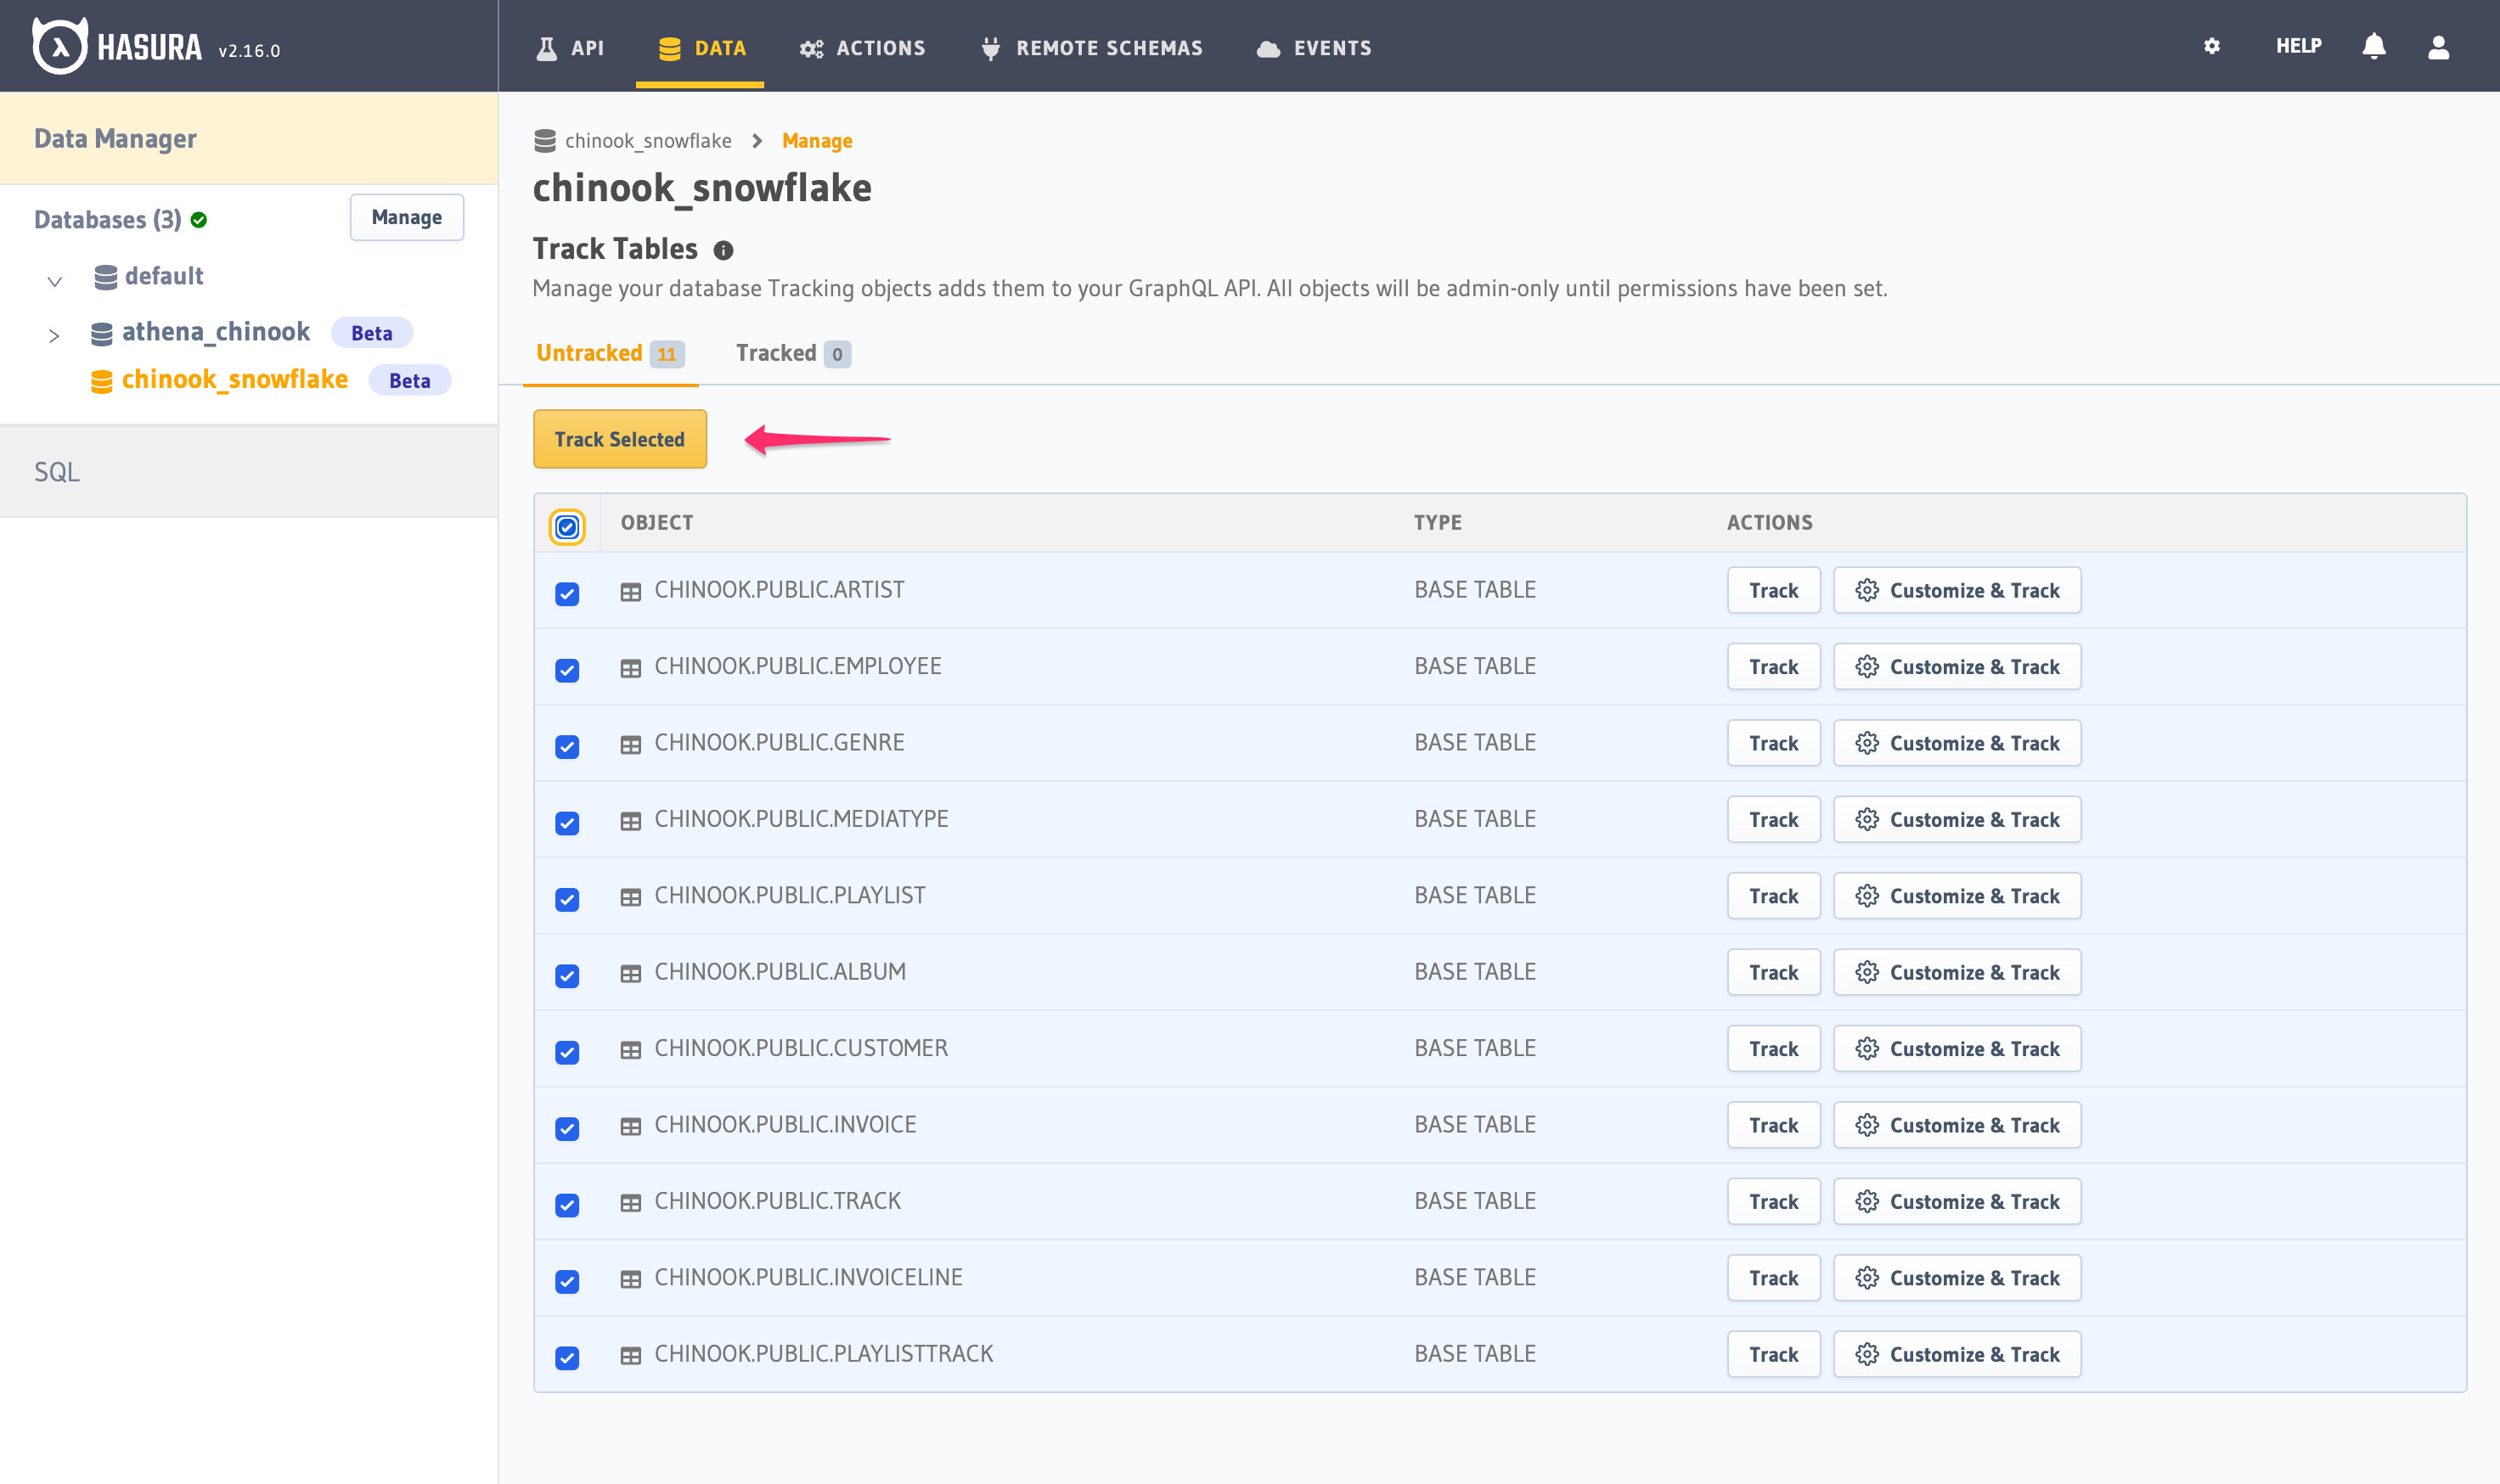 HASURA v2.16.0
API DATA ACTIONS REMOTE SCHEMAS EVENTS HELP
Data Manager
Databases (3) Manage
default
athena_chinook Beta
chinook_snowflake Beta
SQL
chinook_snowflake > Manage
chinook_snowflake
Track Tables
Manage your database Tracking objects adds them to your GraphQL API. All objects will be admin-only until permissions have been set.
Untracked 11 Tracked 0
Track Selected
OBJECT TYPE ACTIONS
CHINOOK.PUBLIC.ARTIST BASE TABLE Track Customize & Track
CHINOOK.PUBLIC.EMPLOYEE BASE TABLE Track Customize & Track
CHINOOK.PUBLIC.GENRE BASE TABLE Track Customize & Track
CHINOOK.PUBLIC.MEDIATYPE BASE TABLE Track Customize & Track
CHINOOK.PUBLIC.PLAYLIST BASE TABLE Track Customize & Track
CHINOOK.PUBLIC.ALBUM BASE TABLE Track Customize & Track
CHINOOK.PUBLIC.CUSTOMER BASE TABLE Track Customize & Track
CHINOOK.PUBLIC.INVOICE BASE TABLE Track Customize & Track
CHINOOK.PUBLIC.TRACK BASE TABLE Track Customize & Track
CHINOOK.PUBLIC.INVOICELINE BASE TABLE Track Customize & Track
CHINOOK.PUBLIC.PLAYLISTTRACK BASE TABLE Track Customize & Track